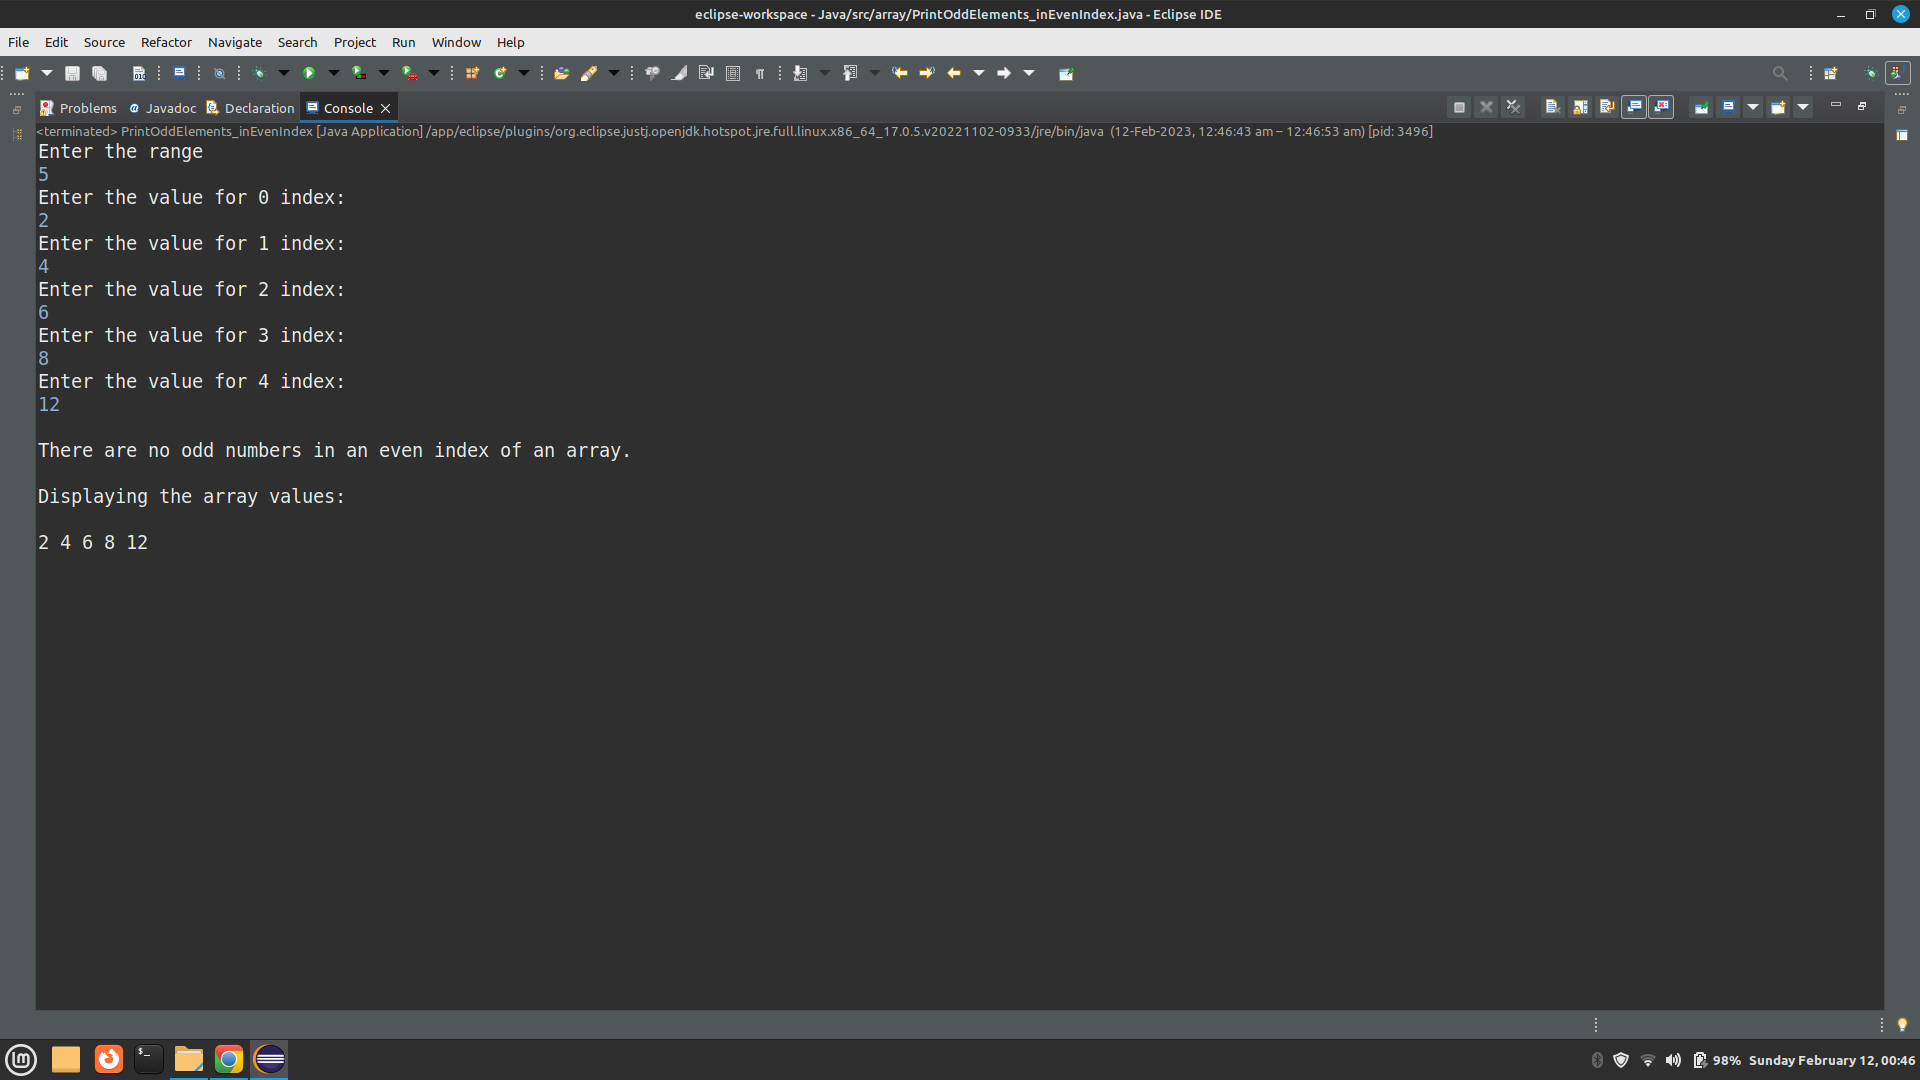 eclipse-workspace - Java/src/array/PrintOddElements_inEvenIndex.java - Eclipse IDE
File Edit Source Refactor Navigate Search Project Run Window Help
Problems Javadoc Declaration Console
<terminated> PrintOddElements_inEvenIndex [Java Application] /app/eclipse/plugins/org.eclipse.justj.openjdk.hotspot.jre.full.linux.x86_64_17.0.5.v20221102-0933/jre/bin/java (12-Feb-2023, 12:46:43 am – 12:46:53 am) [pid: 3496]
Enter the range
5
Enter the value for 0 index:
2
Enter the value for 1 index:
4
Enter the value for 2 index:
6
Enter the value for 3 index:
8
Enter the value for 4 index:
12
There are no odd numbers in an even index of an array.
Displaying the array values:
2 4 6 8 12
98% Sunday February 12, 00:46